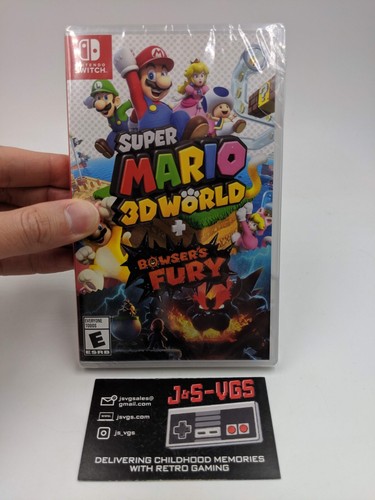 NINTENDO
SWITCH™
SUPER
MARIO
3D WORLD
+
BOWSER'S
FURY
EVERYONE
TODOS
E
ESRB
J&S-VGS
jsvgsales@
gmail.com
jsvgs.com
js_vgs
DELIVERING CHILDHOOD MEMORIES
WITH RETRO GAMING